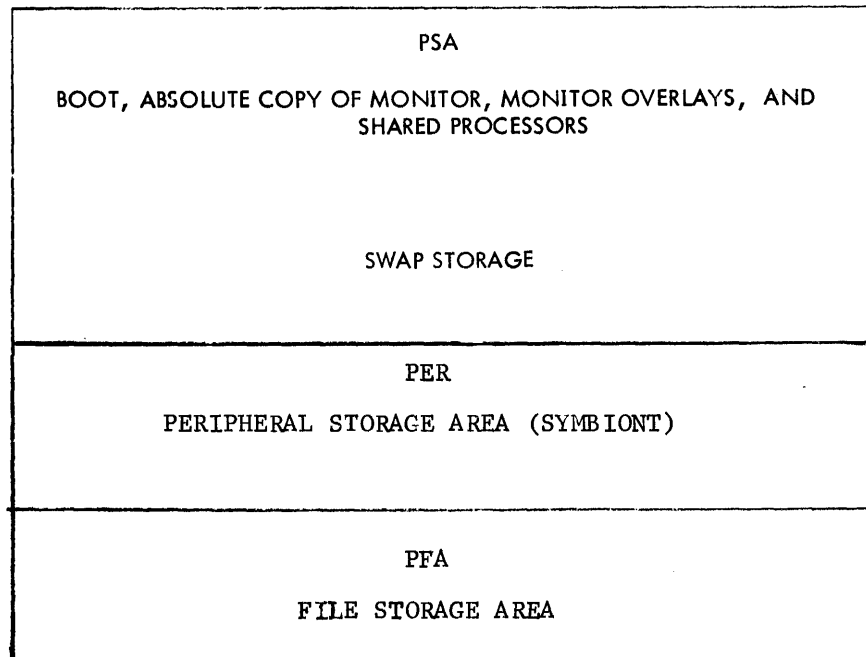 PSA
BOOT, ABSOLUTE COPY OF MONITOR, MONITOR OVERLAYS, AND
SHARED PROCESSORS
SWAP STORAGE
PER
PERIPHERAL STORAGE AREA (SYMBIONT)
PFA
FILE STORAGE AREA